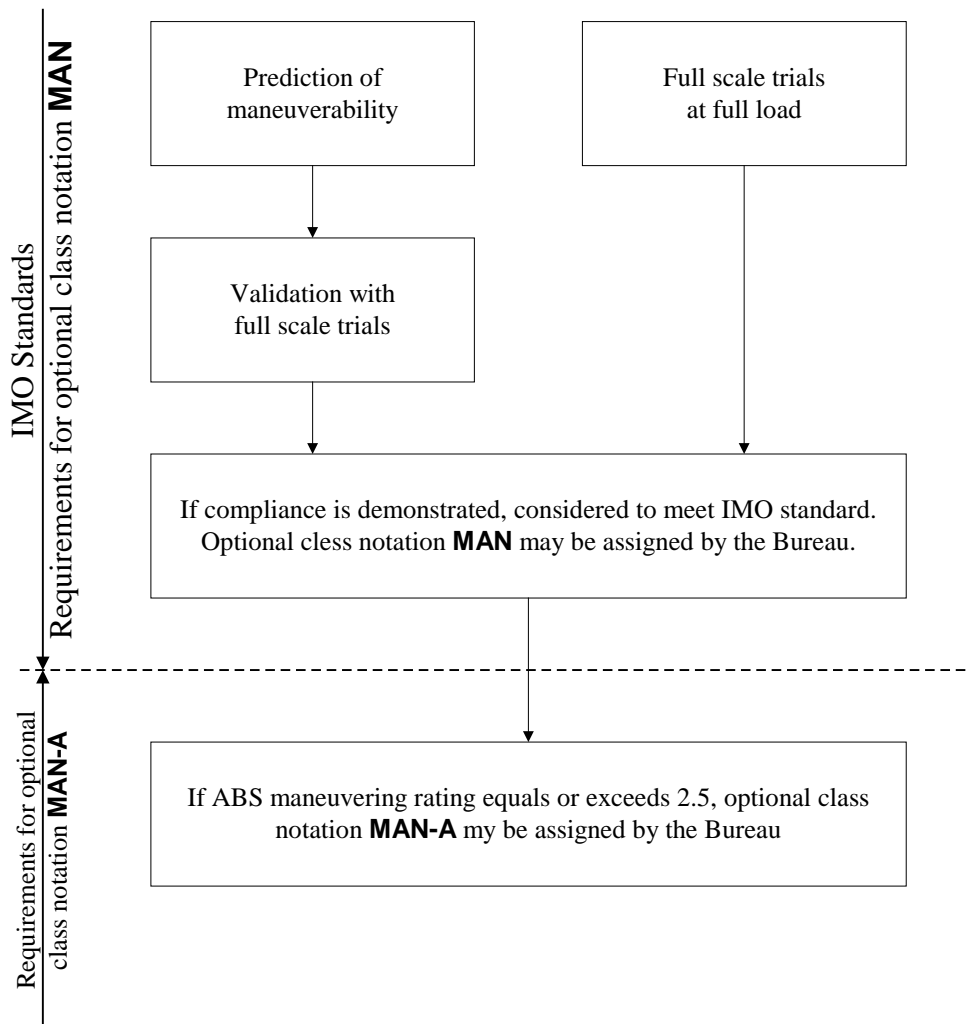 IMO Standards
Requirements for optional class notation MAN
Prediction of
maneuverability
Full scale trials
at full load
Validation with
full scale trials
If compliance is demonstrated, considered to meet IMO standard.
Optional cless notation MAN may be assigned by the Bureau.
Requirements for optional
class notation MAN-A
If ABS maneuvering rating equals or exceeds 2.5, optional class
notation MAN-A my be assigned by the Bureau